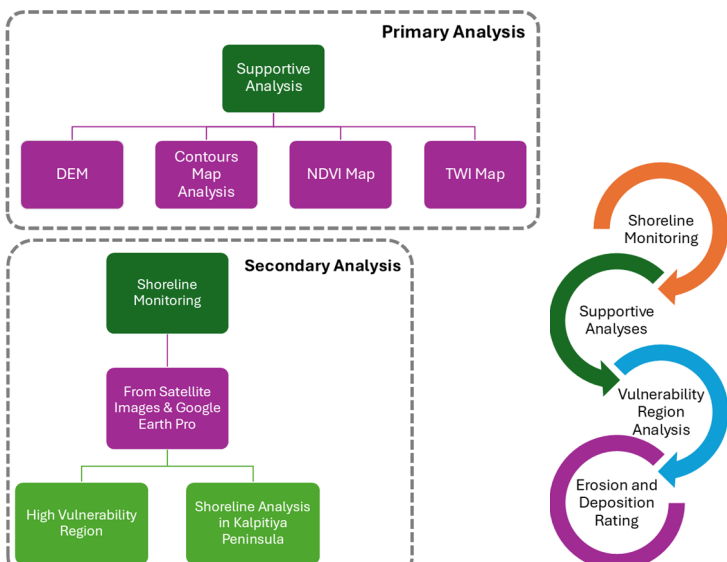 Primary Analysis
Supportive
Analysis
DEM
Contours
Map
Analysis
NDVI Map
TWI Map
Secondary Analysis
Shoreline
Monitoring
From Satellite
Images & Google
Earth Pro
High Vulnerability
Region
Shoreline Analysis
in Kalpitiya
Peninsula
Shoreline
Monitoring
Supportive
Analyses
Vulnerability
Region
Analysis
Erosion and
Deposition
Rating